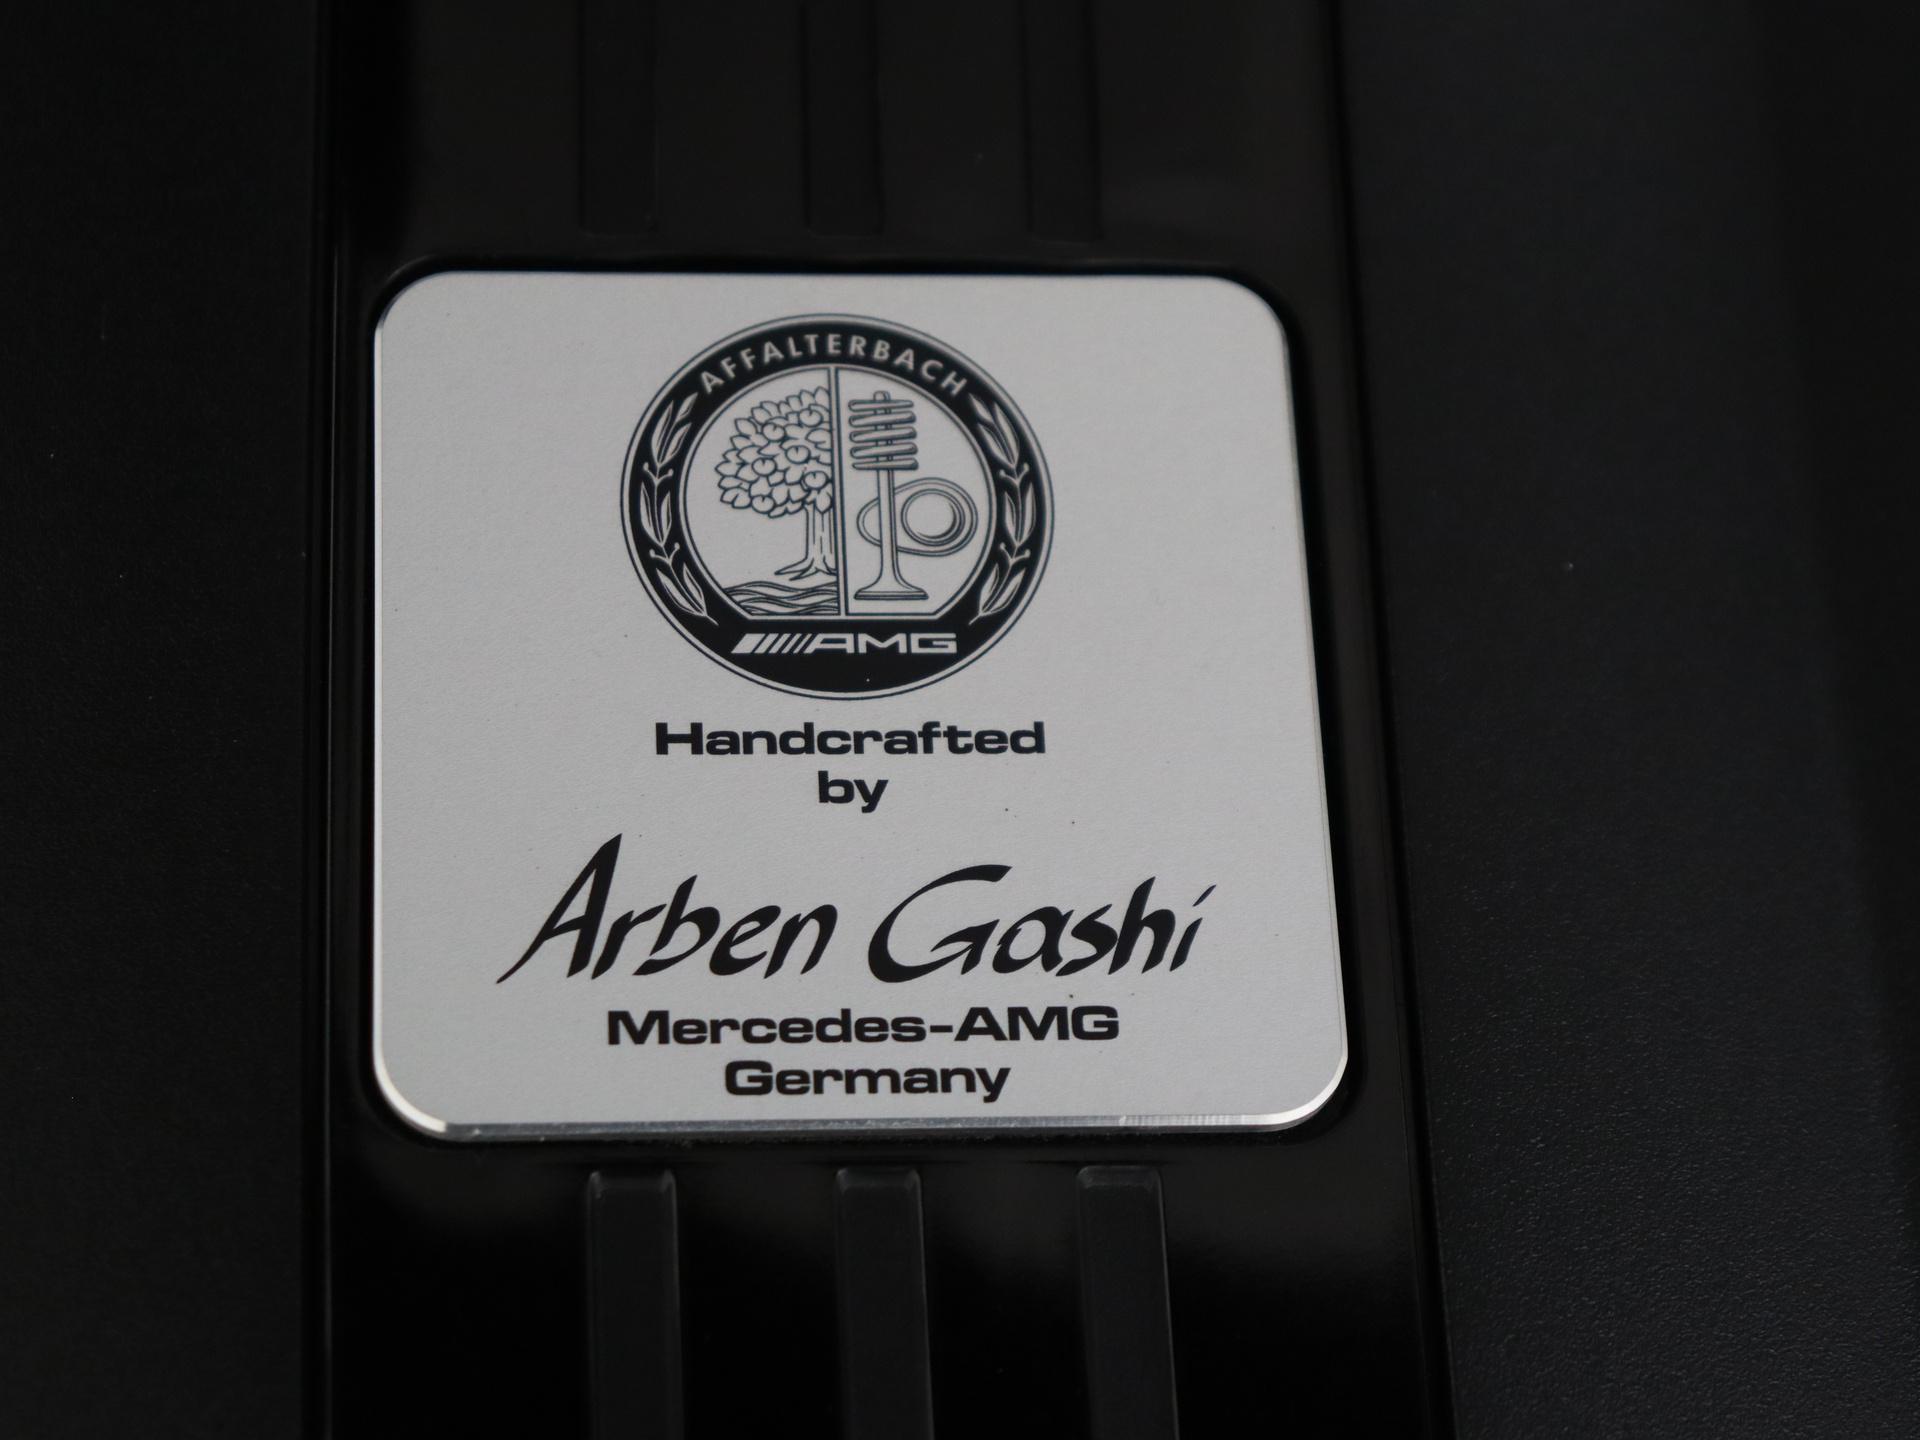 AFFALTERBACH
AMG
Handcrafted
by
Arben Gashi
Mercedes-AMG
Germany